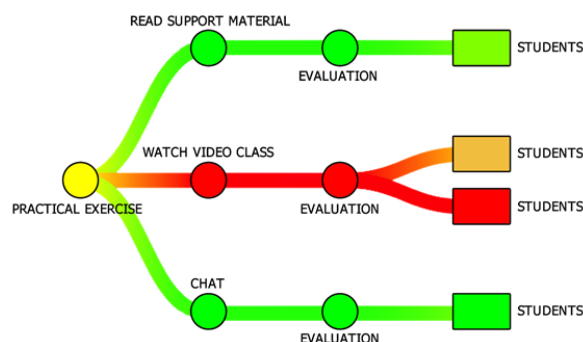 READ SUPPORT MATERIAL
EVALUATION
STUDENTS
PRACTICAL EXERCISE
WATCH VIDEO CLASS
EVALUATION
STUDENTS
STUDENTS
CHAT
EVALUATION
STUDENTS